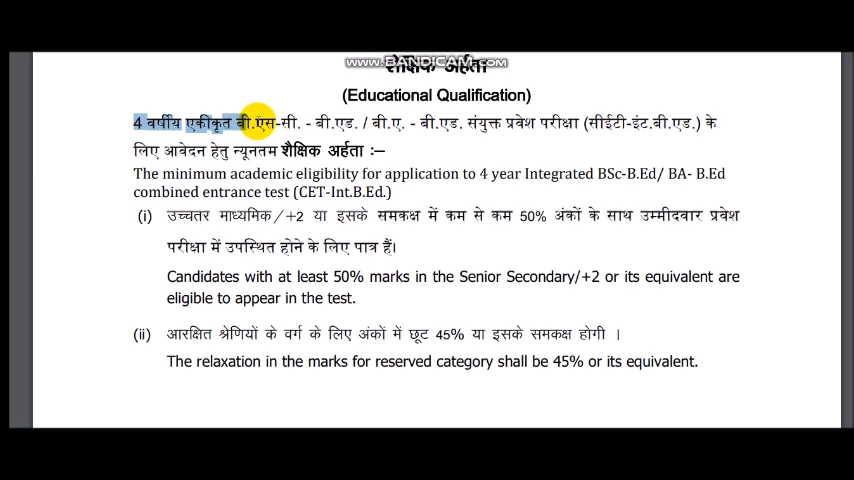 www.BANDICAM.com
शैक्षिक अर्हता
(Educational Qualification)
4 वर्षीय एकीकृत बी.एस-सी. - बी.एड. / बी.ए. - बी.एड. संयुक्त प्रवेश परीक्षा (सीईटी-इंट.बी.एड.) के
लिए आवेदन हेतु न्यूनतम शैक्षिक अर्हता :–
The minimum academic eligibility for application to 4 year Integrated BSc-B.Ed/ BA- B.Ed
combined entrance test (CET-Int.B.Ed.)
(i) उच्चतर माध्यमिक/+2 या इसके समकक्ष में कम से कम 50% अंकों के साथ उम्मीदवार प्रवेश
परीक्षा में उपस्थित होने के लिए पात्र हैं।
Candidates with at least 50% marks in the Senior Secondary/+2 or its equivalent are
eligible to appear in the test.
(ii) आरक्षित श्रेणियों के वर्ग के लिए अंकों में छूट 45% या इसके समकक्ष होगी ।
The relaxation in the marks for reserved category shall be 45% or its equivalent.